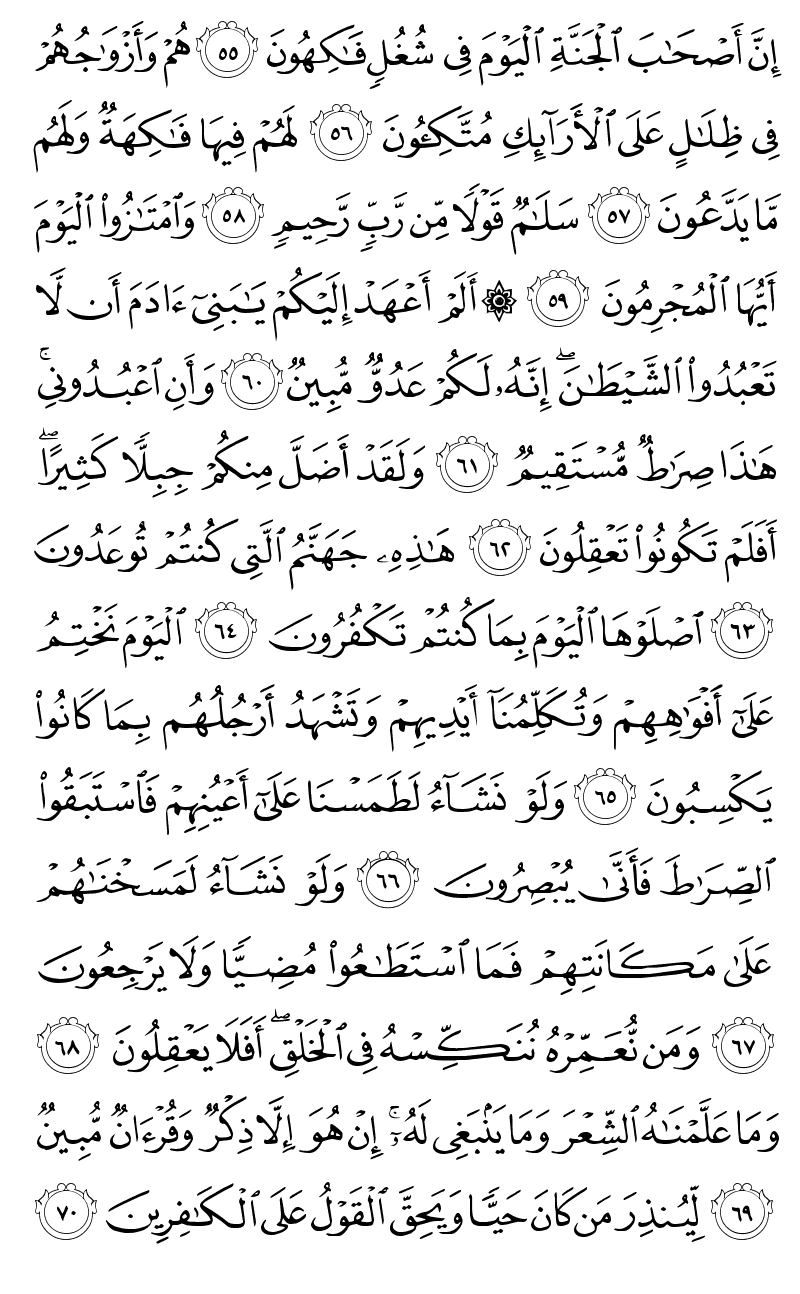 إِنَّ أَصْحَٰبَ ٱلْجَنَّةِ ٱلْيَوْمَ فِى شُغُلٍ فَٰكِهُونَ ٥٥ هُمْ وَأَزْوَٰجُهُمْ
فِى ظِلَٰلٍ عَلَى ٱلْأَرَآئِكِ مُتَّكِـُٔونَ ٥٦ لَهُمْ فِيهَا فَٰكِهَةٌ وَلَهُم
مَّا يَدَّعُونَ ٥٧ سَلَٰمٌ قَوْلًا مِّن رَّبٍّ رَّحِيمٍ ٥٨ وَٱمْتَٰزُوا۟ ٱلْيَوْمَ
أَيُّهَا ٱلْمُجْرِمُونَ ٥٩ ۞ أَلَمْ أَعْهَدْ إِلَيْكُمْ يَٰبَنِىٓ ءَادَمَ أَن لَّا
تَعْبُدُوا۟ ٱلشَّيْطَٰنَ ۖ إِنَّهُۥ لَكُمْ عَدُوٌّ مُّبِينٌ ٦٠ وَأَنِ ٱعْبُدُونِى ۚ
هَٰذَا صِرَٰطٌ مُّسْتَقِيمٌ ٦١ وَلَقَدْ أَضَلَّ مِنكُمْ جِبِلًّا كَثِيرًا ۖ
أَفَلَمْ تَكُونُوا۟ تَعْقِلُونَ ٦٢ هَٰذِهِۦ جَهَنَّمُ ٱلَّتِى كُنتُمْ تُوعَدُونَ
٦٣ ٱصْلَوْهَا ٱلْيَوْمَ بِمَا كُنتُمْ تَكْفُرُونَ ٦٤ ٱلْيَوْمَ نَخْتِمُ
عَلَىٰٓ أَفْوَٰهِهِمْ وَتُكَلِّمُنَآ أَيْدِيهِمْ وَتَشْهَدُ أَرْجُلُهُم بِمَا كَانُوا۟
يَكْسِبُونَ ٦٥ وَلَوْ نَشَآءُ لَطَمَسْنَا عَلَىٰٓ أَعْيُنِهِمْ فَٱسْتَبَقُوا۟
ٱلصِّرَٰطَ فَأَنَّىٰ يُبْصِرُونَ ٦٦ وَلَوْ نَشَآءُ لَمَسَخْنَٰهُمْ
عَلَىٰ مَكَانَتِهِمْ فَمَا ٱسْتَطَٰعُوا۟ مُضِيًّا وَلَا يَرْجِعُونَ
٦٧ وَمَن نُّعَمِّرْهُ نُنَكِّسْهُ فِى ٱلْخَلْقِ ۖ أَفَلَا يَعْقِلُونَ ٦٨
وَمَا عَلَّمْنَٰهُ ٱلشِّعْرَ وَمَا يَنۢبَغِى لَهُۥٓ ۚ إِنْ هُوَ إِلَّا ذِكْرٌ وَقُرْءَانٌ مُّبِينٌ
٦٩ لِّيُنذِرَ مَن كَانَ حَيًّا وَيَحِقَّ ٱلْقَوْلُ عَلَى ٱلْكَٰفِرِينَ ٧٠